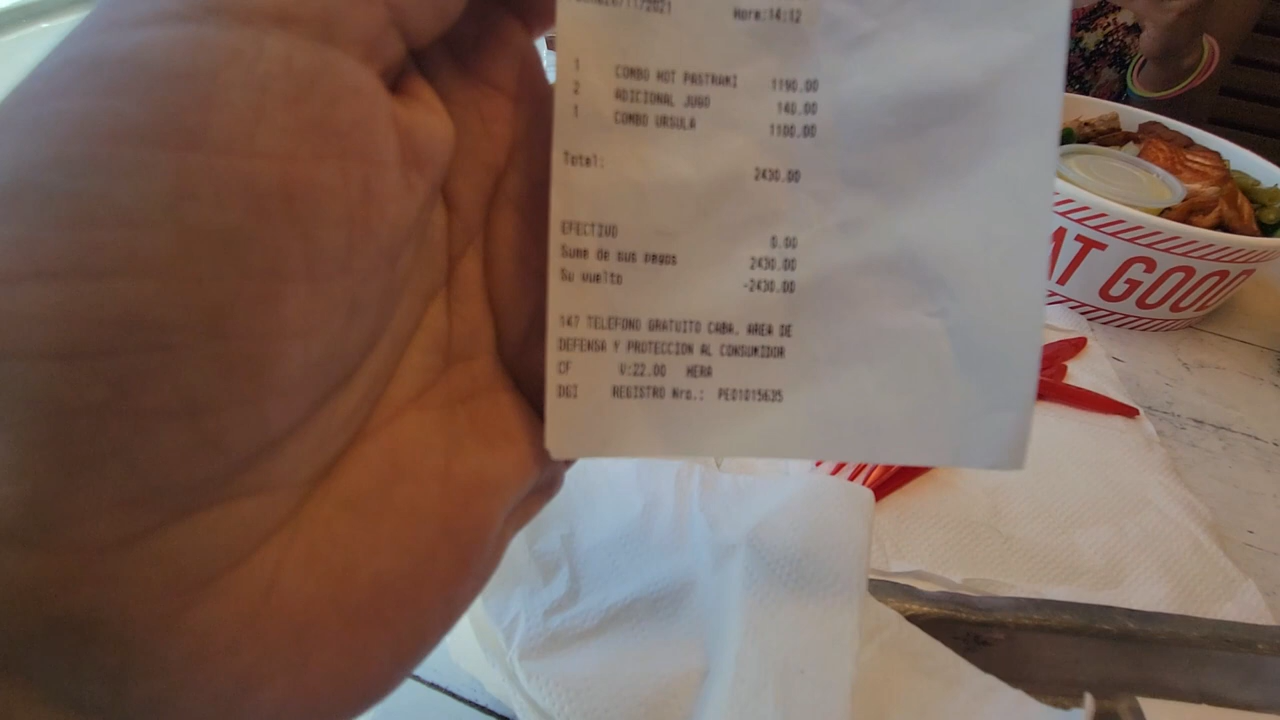 Hora:14:12
1 COMBO HOT PASTRAMI 1190.00
2 ADICIONAL JUGO 140.00
1 COMBO URSULA 1100.00
Total: 2430.00
EFECTIVO 0.00
Suma de sus pagos 2430.00
Su vuelto -2430.00
147 TELEFONO GRATUITO CABA, AREA DE
DEFENSA Y PROTECCION AL CONSUMIDOR
CF V:22.00 HERA
DGI REGISTRO Nro.: PEO1015635
AT GOOD